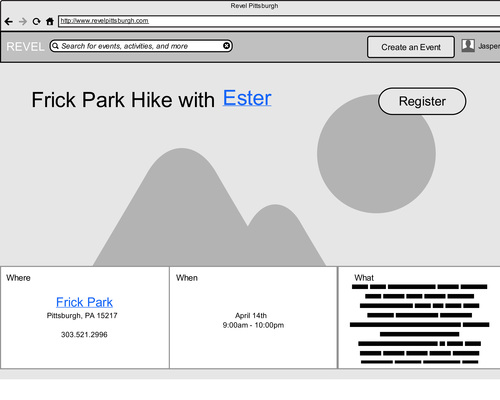 Revel Pittsburgh
http://www.revelpittsburgh.com
REVEL
Search for events, activities, and more
Create an Event
Jasper
Frick Park Hike with Ester
Register
Where
Frick Park
Pittsburgh, PA 15217
303.521.2996
When
April 14th
9:00am - 10:00pm
What